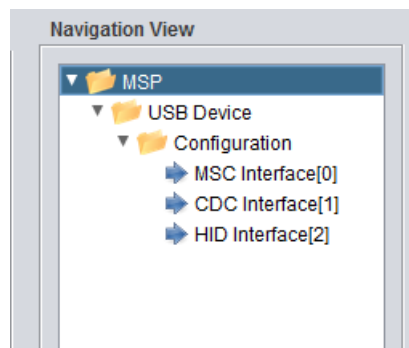 Navigation View
MSP
USB Device
Configuration
MSC Interface[0]
CDC Interface[1]
HID Interface[2]